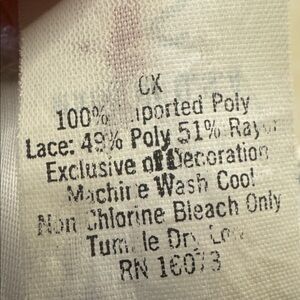 CX
100% Imported Poly
Lace: 49% Poly 51% Rayon
Exclusive of Decoration
Machine Wash Cool
Non Chlorine Bleach Only
Tumble Dry Low
RN 16073